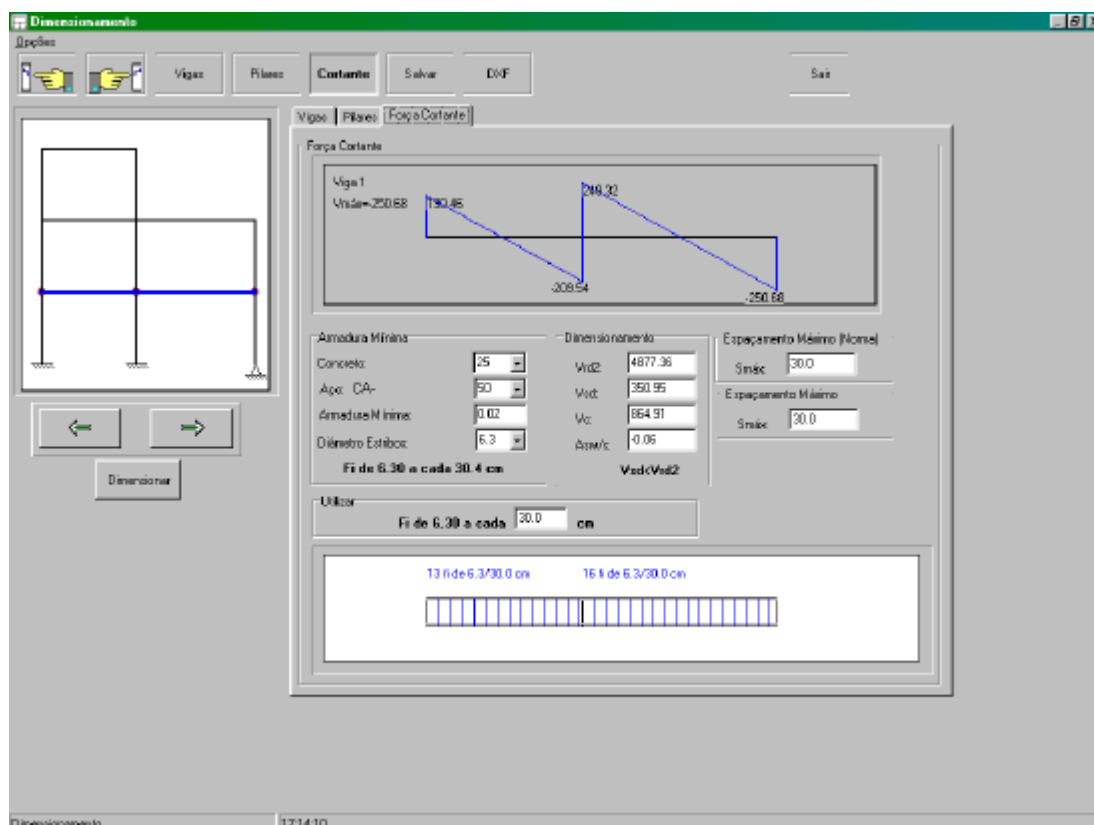 Dimensionamento
Opções
Vigas Pilares Cortante Salvar DXF Sair
Vigas Pilares Força Cortante
Força Cortante
Viga 1
Vmáx=-250.68 190.46 249.32
-209.54 -250.68
Armadura Mínima Dimensionamento Espaçamento Máximo (Norma)
Concreto: 25 Vrd2: 4877.36 Smáx: 30.0
Aço: CA- 50 Vsd: 350.95 Espaçamento Máximo
Armadura Mínima: 0.02 Vc: 864.91 Smáx: 30.0
Diâmetro Estribos: 6.3 Asw/s: -0.06
Fi de 6.30 a cada 30.4 cm Vsd<Vrd2
Dimensionar
Utilizar
Fi de 6.30 a cada 30.0 cm
13 fi de 6.3/30.0 cm 16 fi de 6.3/30.0 cm
Dimensionamento 17:14:10